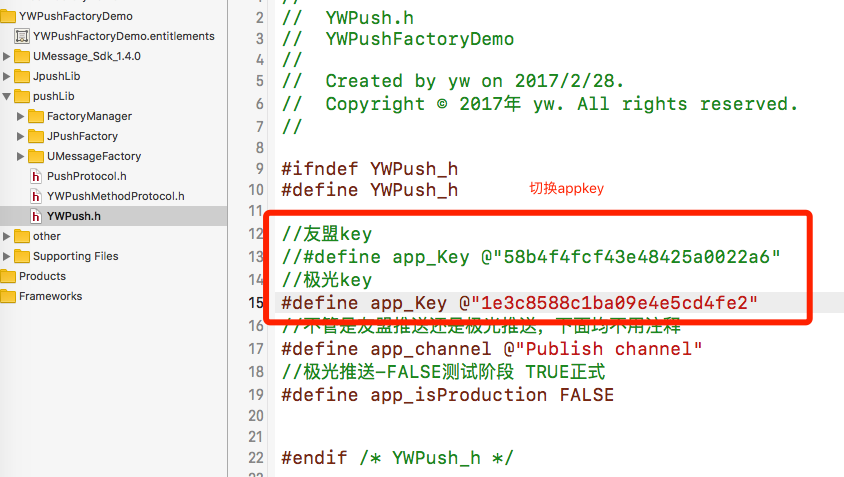 YWPushFactoryDemo
YWPushFactoryDemo.entitlements
UMessage_Sdk_1.4.0
JpushLib
pushLib
FactoryManager
JPushFactory
UMessageFactory
PushProtocol.h
YWPushMethodProtocol.h
YWPush.h
other
Supporting Files
Products
Frameworks
//
2 // YWPush.h
3 // YWPushFactoryDemo
4 //
5 // Created by yw on 2017/2/28.
6 // Copyright © 2017年 yw. All rights reserved.
7 //
8
9 #ifndef YWPush_h
10 #define YWPush_h
切换appkey
11
12 //友盟key
13 //#define app_Key @"58b4f4fcf43e48425a0022a6"
14 //极光key
15 #define app_Key @"1e3c8588c1ba09e4e5cd4fe2"
16 //不管是友盟推送还是极光推送，下面均不用注释
17 #define app_channel @"Publish channel"
18 //极光推送-FALSE测试阶段 TRUE正式
19 #define app_isProduction FALSE
20
21
22 #endif /* YWPush_h */